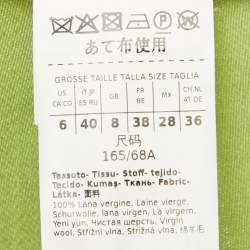 あて布使用
GRÖSSE TAILLE TALLA SIZE TAGLIA
US CA CO IT JP ES RO GB FR BE MX CH NL AT DE
6 40 8 38 28 36
尺码
165/68A
Tessuto- Tissu- Stoff- tejido-
Tecido- Kumaş- Ткань- Fabric-
Látka- 面料
100% Lana vergine, Laine vierge,
Schurwolle, lana virgen, Lã
virgem, Yeni yün, Чистая шерсть,
Virgin wool, Střižní vlna, Strižná vlna, 绵羊毛